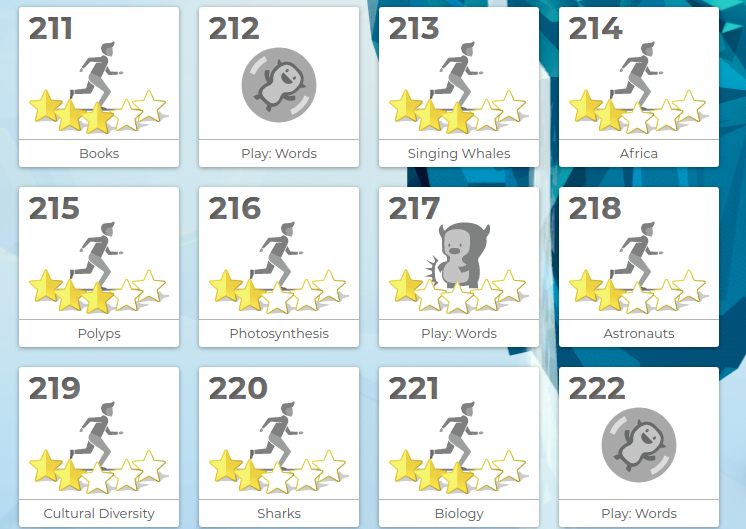 211
Books
212
Play: Words
213
Singing Whales
214
Africa
215
Polyps
216
Photosynthesis
217
Play: Words
218
Astronauts
219
Cultural Diversity
220
Sharks
221
Biology
222
Play: Words